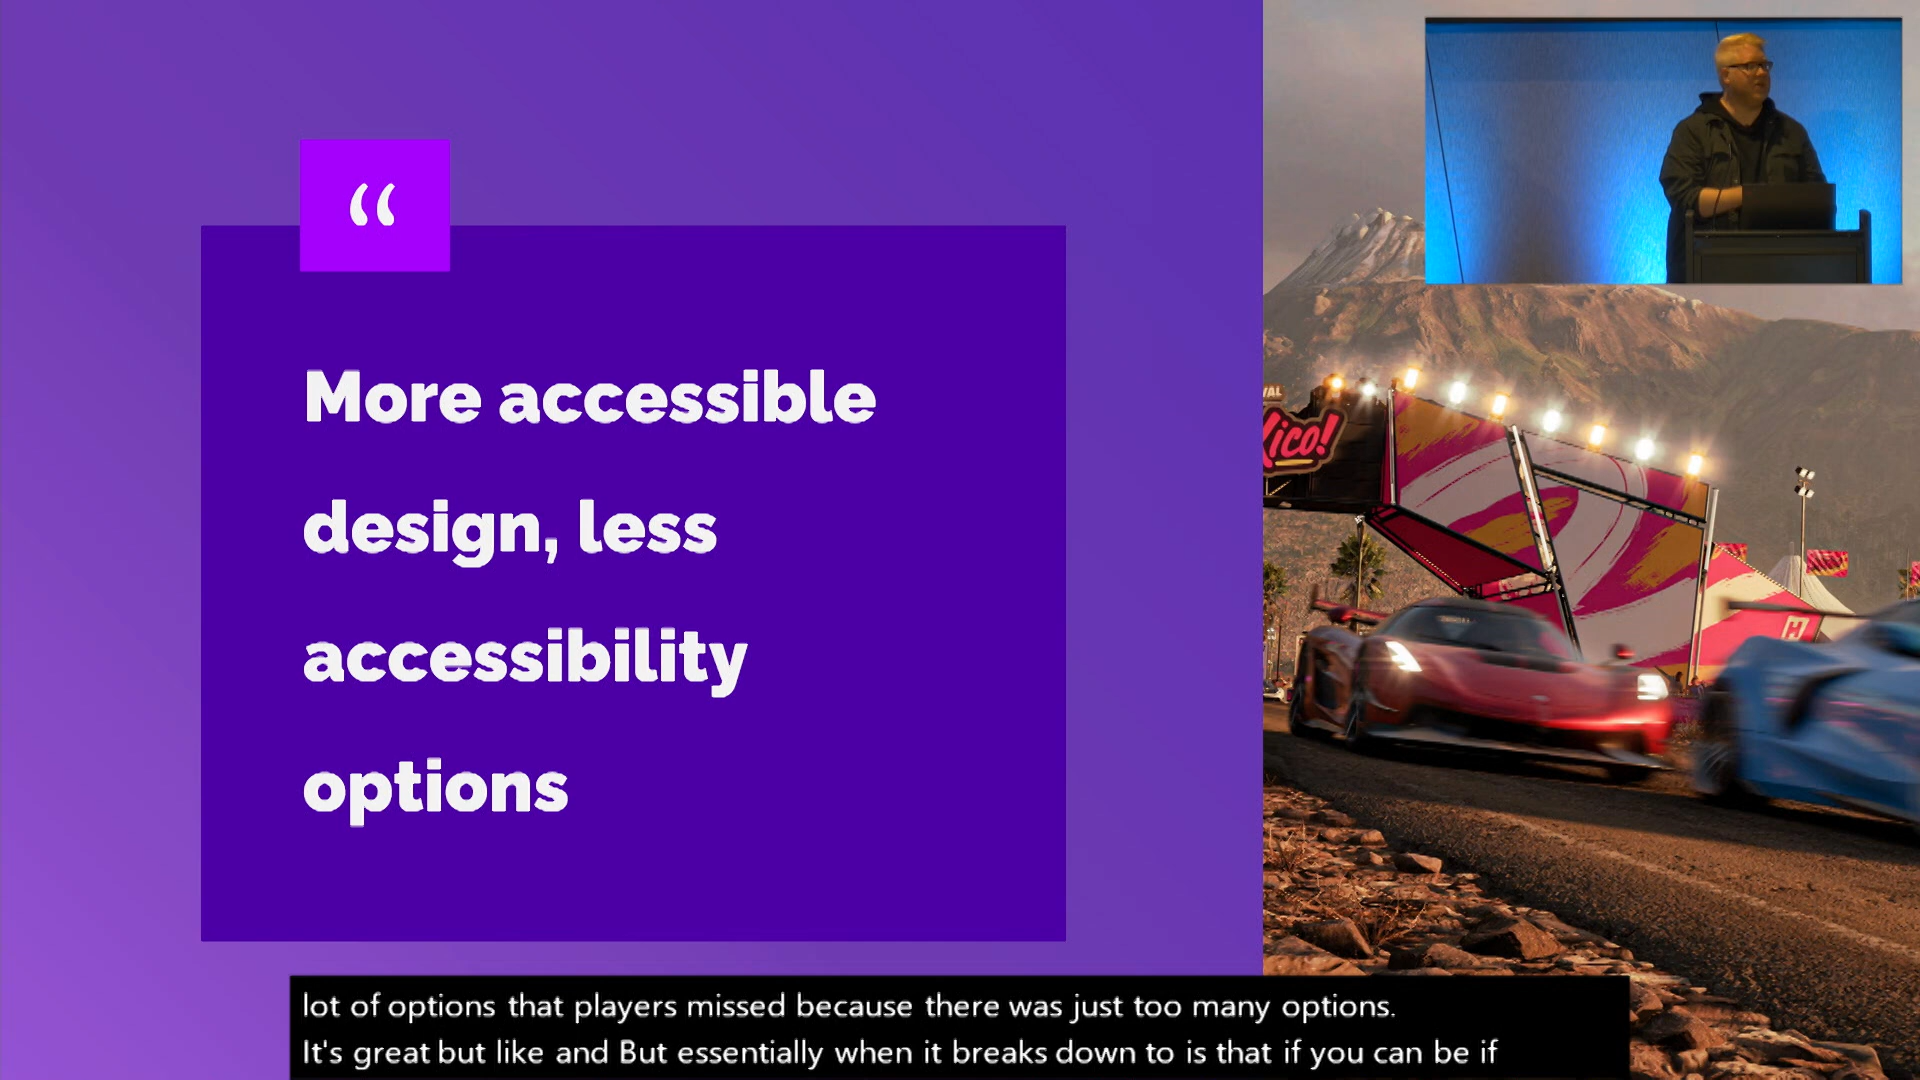 “
More accessible
design, less
accessibility
options
VAL
xico!
lot of options that players missed because there was just too many options.
It's great but like and But essentially when it breaks down to is that if you can be if